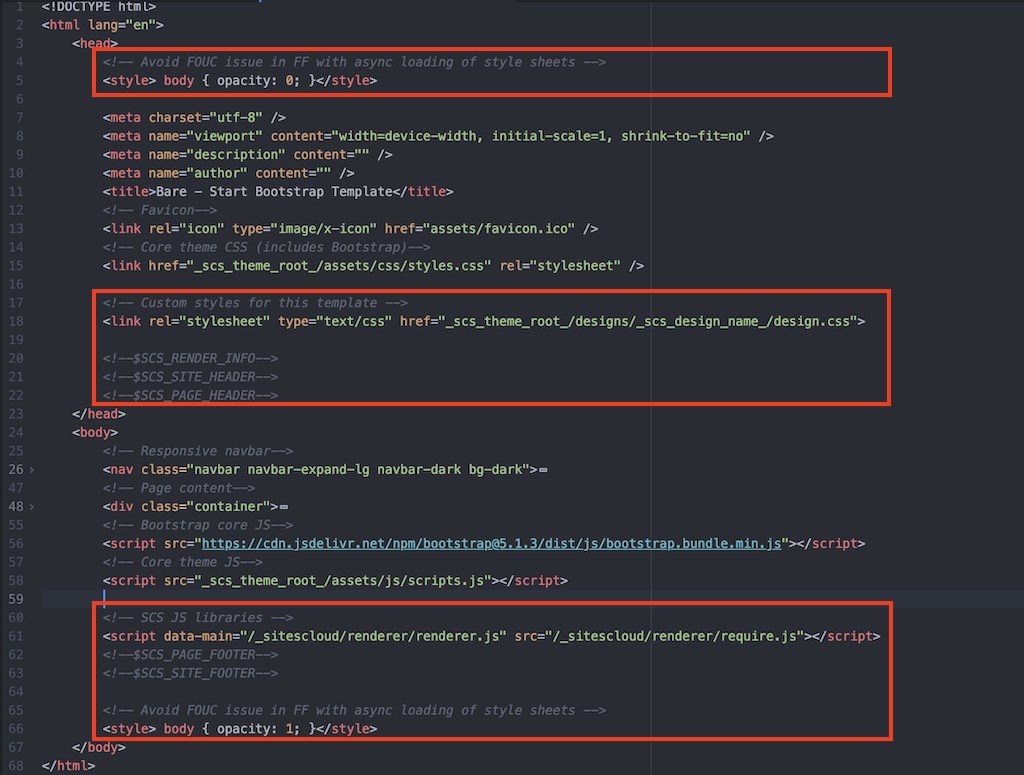 1 <!DOCTYPE html>
2 <html lang="en">
3 <head>
4 <!-- Avoid FOUC issue in FF with async loading of style sheets -->
5 <style> body { opacity: 0; }</style>
6
7 <meta charset="utf-8" />
8 <meta name="viewport" content="width=device-width, initial-scale=1, shrink-to-fit=no" />
9 <meta name="description" content="" />
10 <meta name="author" content="" />
11 <title>Bare - Start Bootstrap Template</title>
12 <!-- Favicon-->
13 <link rel="icon" type="image/x-icon" href="assets/favicon.ico" />
14 <!-- Core theme CSS (includes Bootstrap)-->
15 <link href="_scs_theme_root_/assets/css/styles.css" rel="stylesheet" />
16
17 <!-- Custom styles for this template -->
18 <link rel="stylesheet" type="text/css" href="_scs_theme_root_/designs/_scs_design_name_/design.css">
19
20 <!--$SCS_RENDER_INFO-->
21 <!--$SCS_SITE_HEADER-->
22 <!--$SCS_PAGE_HEADER-->
23 </head>
24 <body>
25 <!-- Responsive navbar-->
26 <nav class="navbar navbar-expand-lg navbar-dark bg-dark">
47 <!-- Page content-->
48 <div class="container">
55 <!-- Bootstrap core JS-->
56 <script src="https://cdn.jsdelivr.net/npm/bootstrap@5.1.3/dist/js/bootstrap.bundle.min.js"></script>
57 <!-- Core theme JS-->
58 <script src="_scs_theme_root_/assets/js/scripts.js"></script>
59
60 <!-- SCS JS libraries -->
61 <script data-main="/_sitescloud/renderer/renderer.js" src="/_sitescloud/renderer/require.js"></script>
62 <!--$SCS_PAGE_FOOTER-->
63 <!--$SCS_SITE_FOOTER-->
64
65 <!-- Avoid FOUC issue in FF with async loading of style sheets -->
66 <style> body { opacity: 1; }</style>
67 </body>
68 </html>